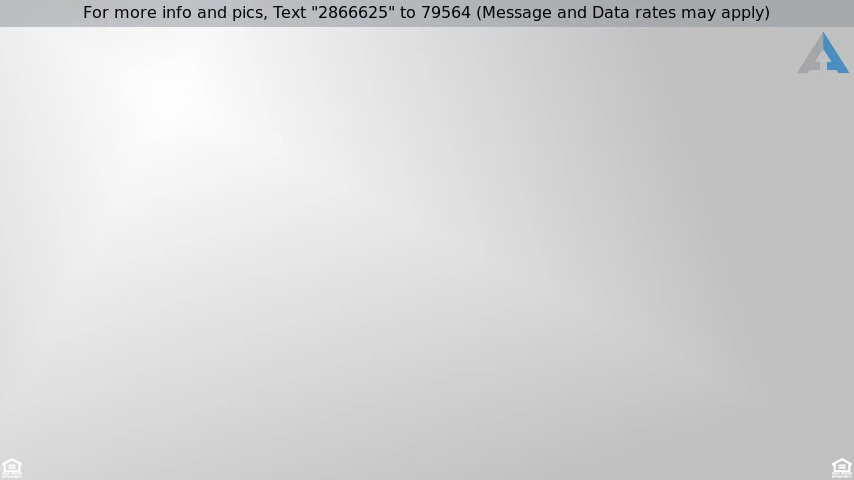 For more info and pics, Text "2866625" to 79564 (Message and Data rates may apply)